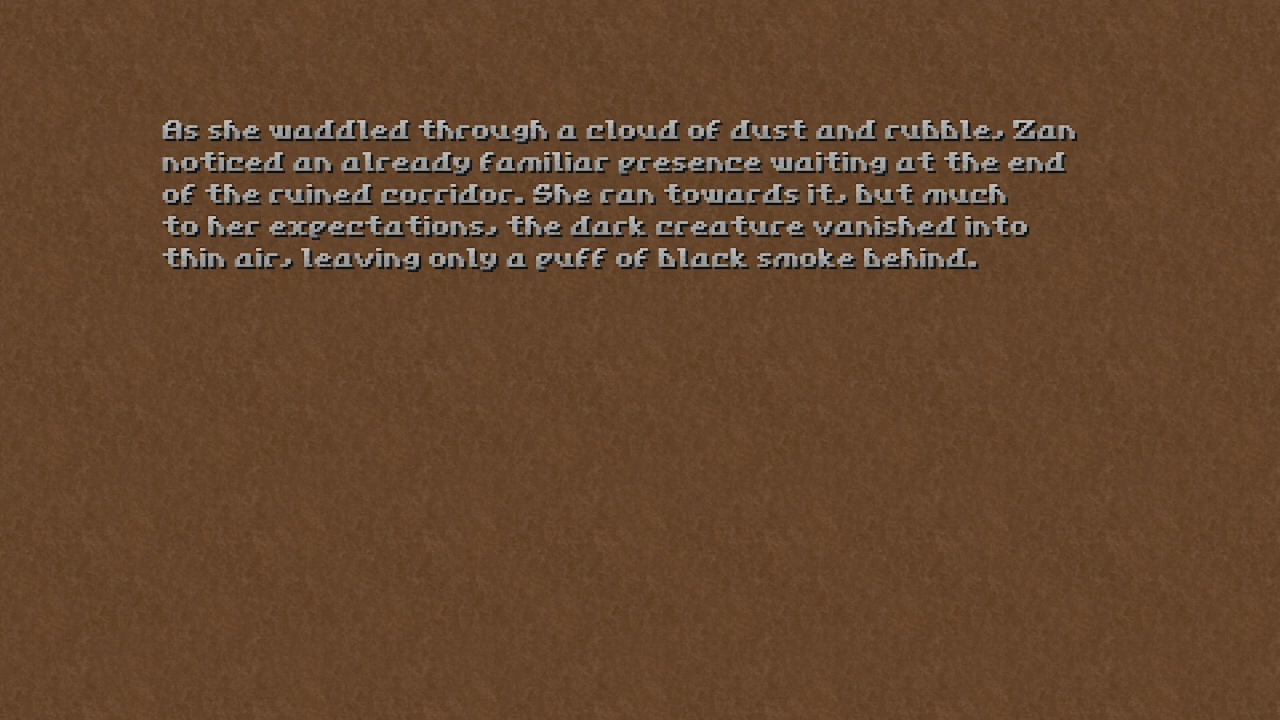 As she waddled through a cloud of dust and rubble, Zan
noticed an already familiar presence waiting at the end
of the ruined corridor. She ran towards it, but much
to her expectations, the dark creature vanished into
thin air, leaving only a puff of black smoke behind.